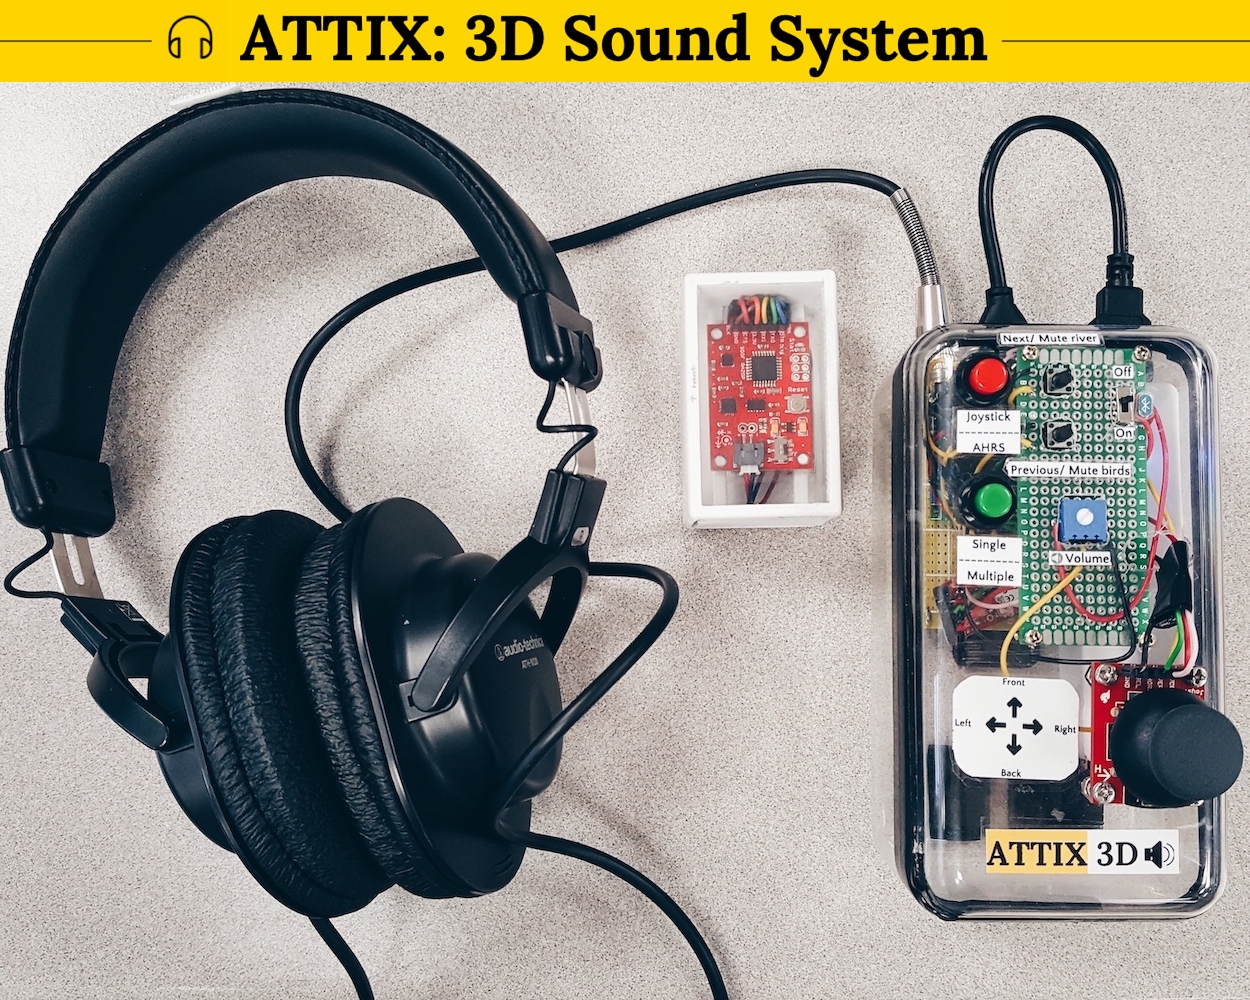 ATTIX: 3D Sound System
Next/ Mute river
Off
Joystick
AHRS
On
Previous/ Mute birds
Single
Multiple
Volume
Reset
audio-technica
Front
Left
Right
Back
ATTIX 3D